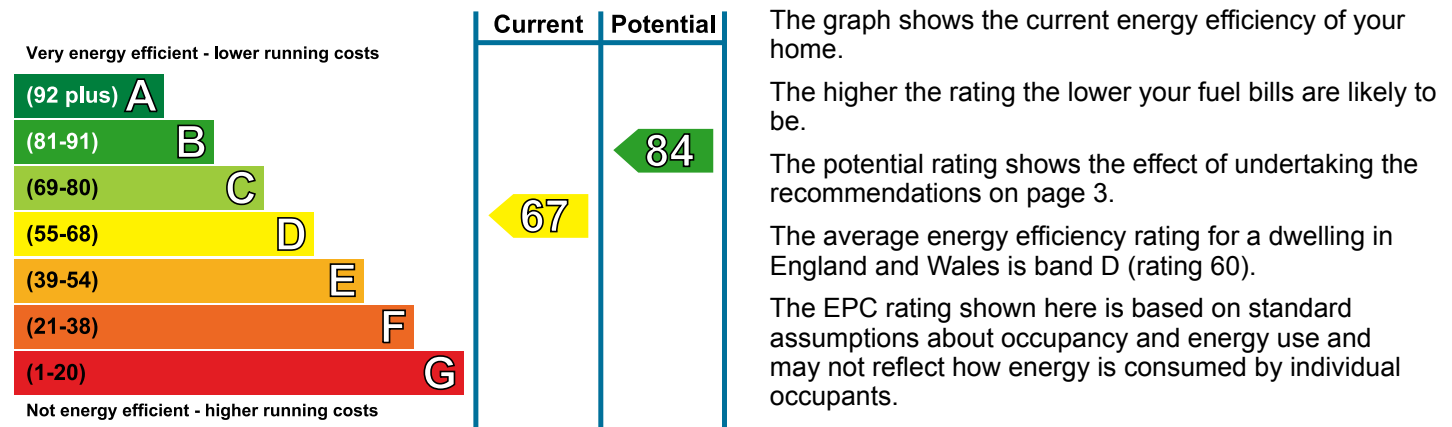 Current Potential
Very energy efficient - lower running costs
(92 plus) A
(81-91) B
(69-80) C
(55-68) D
(39-54) E
(21-38) F
(1-20) G
Not energy efficient - higher running costs
84
67
The graph shows the current energy efficiency of your
home.
The higher the rating the lower your fuel bills are likely to
be.
The potential rating shows the effect of undertaking the
recommendations on page 3.
The average energy efficiency rating for a dwelling in
England and Wales is band D (rating 60).
The EPC rating shown here is based on standard
assumptions about occupancy and energy use and
may not reflect how energy is consumed by individual
occupants.